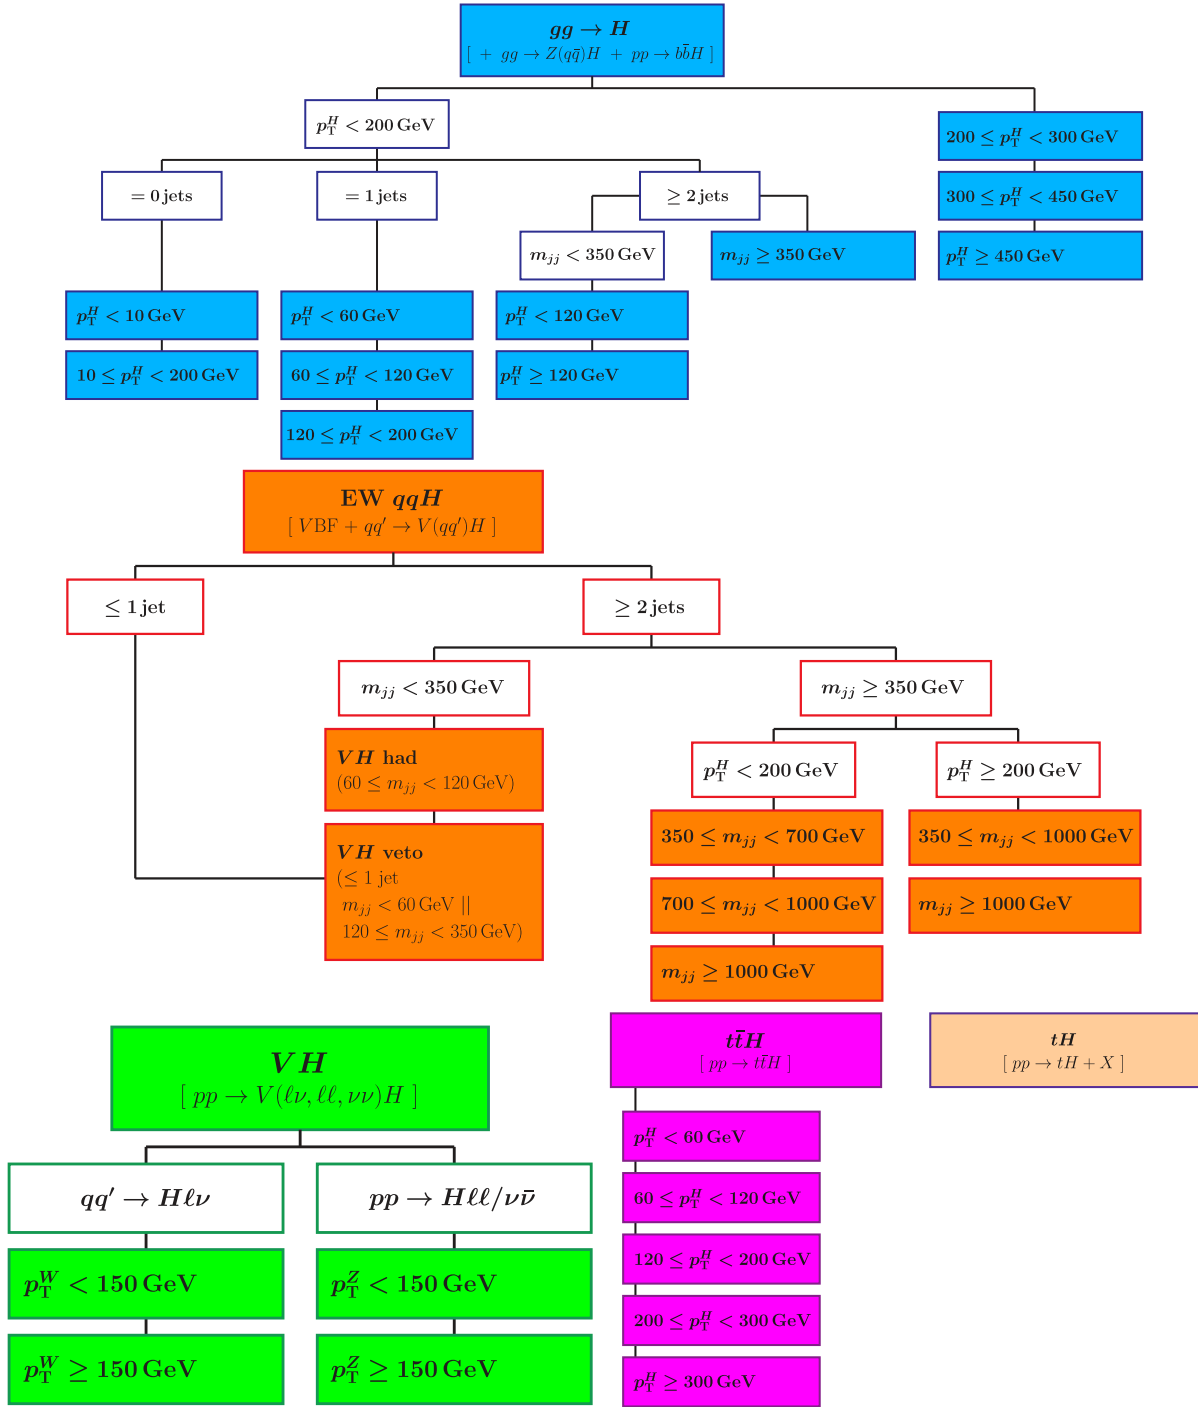 gg → H
[ + gg → Z(qq̄)H + pp → bb̄H ]
p_T^H < 200 GeV
200 ≤ p_T^H < 300 GeV
= 0 jets
= 1 jets
≥ 2 jets
300 ≤ p_T^H < 450 GeV
m_jj < 350 GeV
m_jj ≥ 350 GeV
p_T^H ≥ 450 GeV
p_T^H < 10 GeV
p_T^H < 60 GeV
p_T^H < 120 GeV
10 ≤ p_T^H < 200 GeV
60 ≤ p_T^H < 120 GeV
p_T^H ≥ 120 GeV
120 ≤ p_T^H < 200 GeV
EW qqH
[ VBF + qq′ → V(qq′)H ]
≤ 1 jet
≥ 2 jets
m_jj < 350 GeV
m_jj ≥ 350 GeV
VH had
(60 ≤ m_jj < 120 GeV)
p_T^H < 200 GeV
p_T^H ≥ 200 GeV
VH veto
(≤ 1 jet
m_jj < 60 GeV ||
120 ≤ m_jj < 350 GeV)
350 ≤ m_jj < 700 GeV
350 ≤ m_jj < 1000 GeV
700 ≤ m_jj < 1000 GeV
m_jj ≥ 1000 GeV
m_jj ≥ 1000 GeV
VH
[ pp → V(ℓν, ℓℓ, νν)H ]
qq′ → Hℓν
pp → Hℓℓ/νν̄
p_T^W < 150 GeV
p_T^Z < 150 GeV
p_T^W ≥ 150 GeV
p_T^Z ≥ 150 GeV
tt̄H
[ pp → tt̄H ]
p_T^H < 60 GeV
60 ≤ p_T^H < 120 GeV
120 ≤ p_T^H < 200 GeV
200 ≤ p_T^H < 300 GeV
p_T^H ≥ 300 GeV
tH
[ pp → tH + X ]